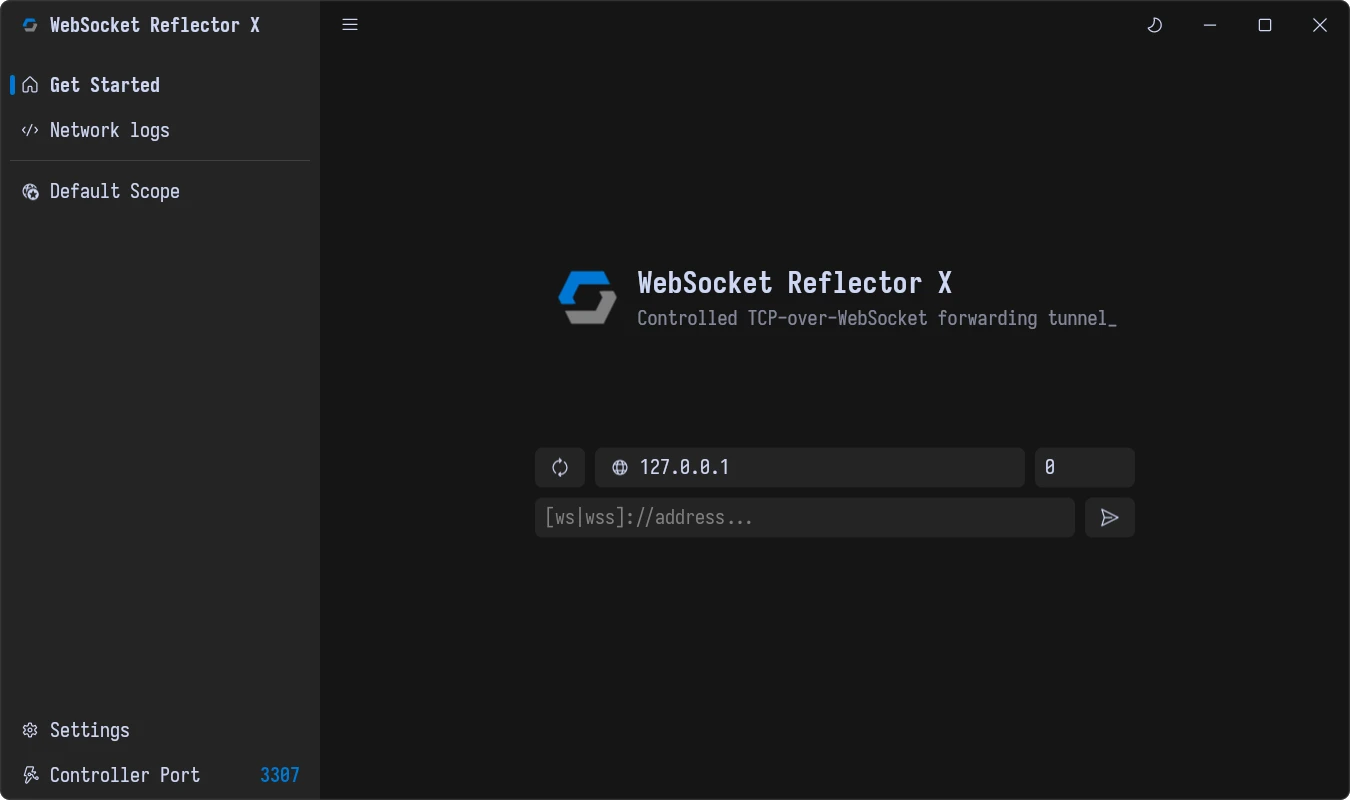 WebSocket Reflector X
Get Started
Network logs
Default Scope
WebSocket Reflector X
Controlled TCP-over-WebSocket forwarding tunnel_
127.0.0.1
0
[ws|wss]://address...
Settings
Controller Port 3307